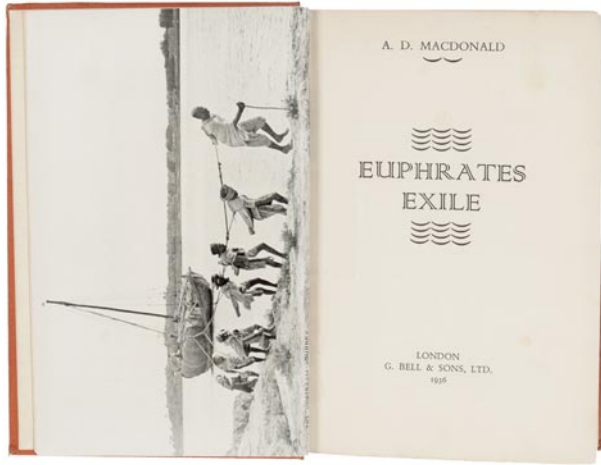 A. D. MACDONALD
EUPHRATES
EXILE
LONDON
G. BELL & SONS, LTD.
1936